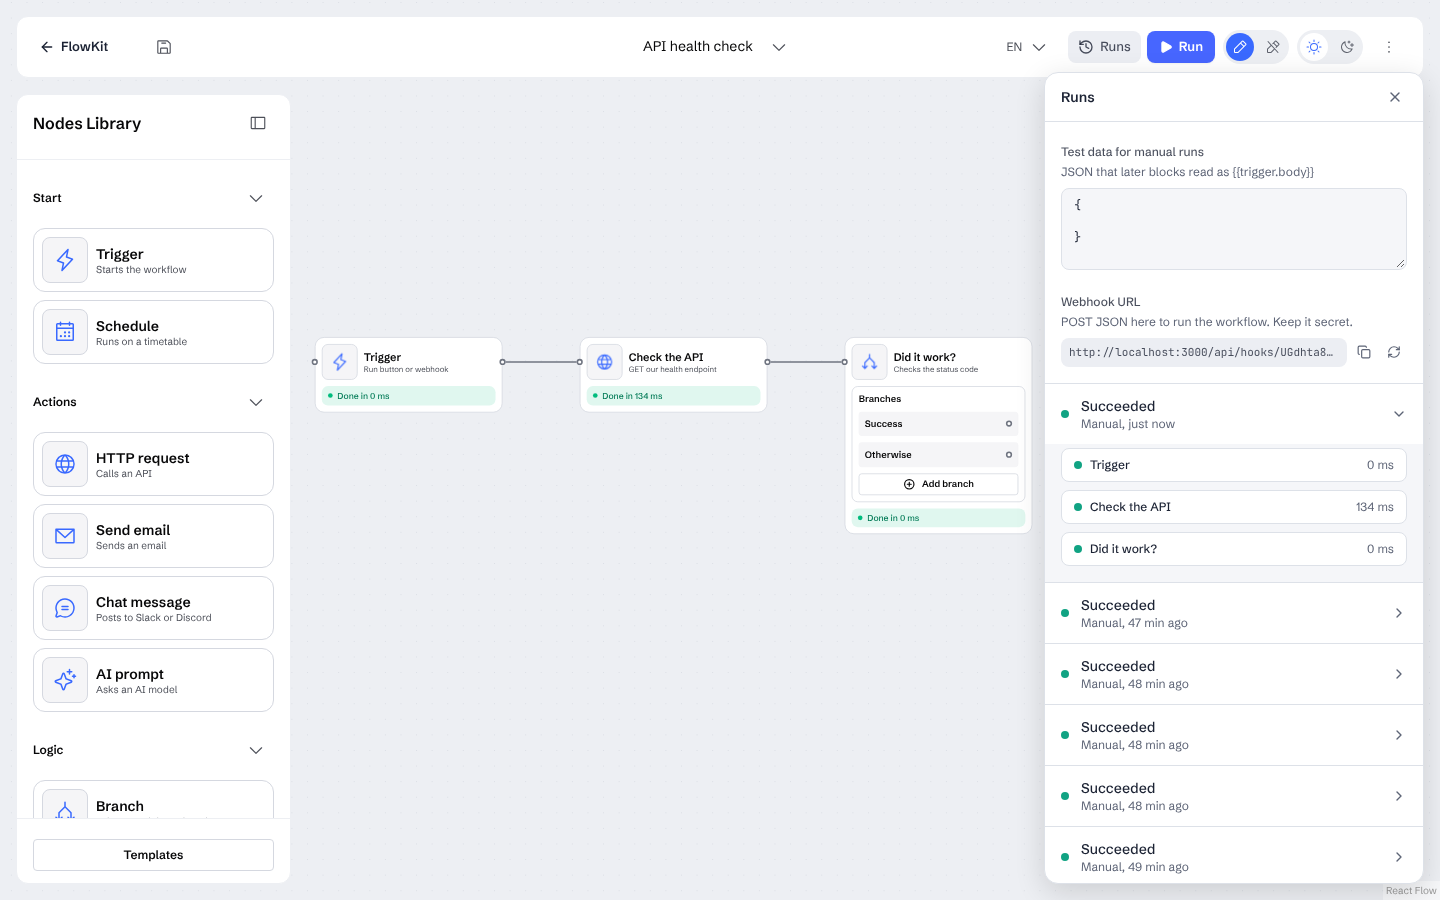 FlowKit
API health check
EN
Runs
Run
Nodes Library
Start
Trigger
Starts the workflow
Schedule
Runs on a timetable
Actions
HTTP request
Calls an API
Send email
Sends an email
Chat message
Posts to Slack or Discord
AI prompt
Asks an AI model
Logic
Branch
Templates
Trigger
Run button or webhook
Done in 0 ms
Check the API
GET our health endpoint
Done in 134 ms
Did it work?
Checks the status code
Branches
Success
Otherwise
Add branch
Done in 0 ms
Runs
Test data for manual runs
JSON that later blocks read as {{trigger.body}}
{
}
Webhook URL
POST JSON here to run the workflow. Keep it secret.
http://localhost:3000/api/hooks/UGdhta8…
Succeeded
Manual, just now
Trigger 0 ms
Check the API 134 ms
Did it work? 0 ms
Succeeded
Manual, 47 min ago
Succeeded
Manual, 48 min ago
Succeeded
Manual, 48 min ago
Succeeded
Manual, 48 min ago
Succeeded
Manual, 49 min ago
React Flow